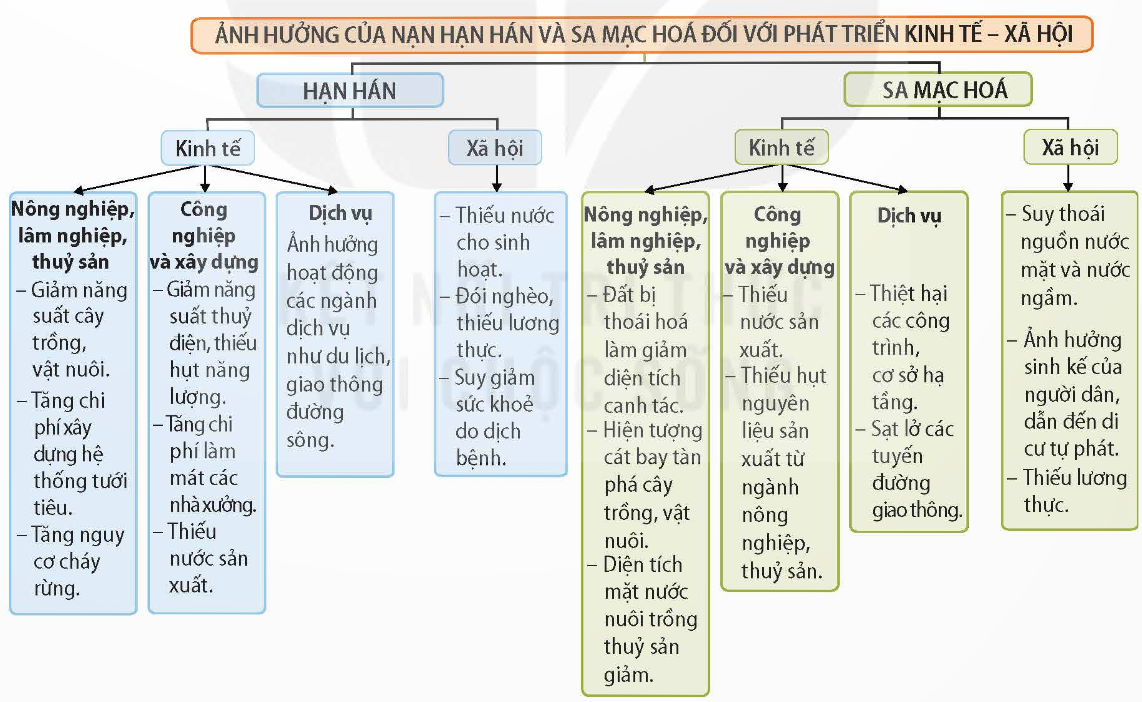 ẢNH HƯỞNG CỦA NẠN HẠN HÁN VÀ SA MẠC HOÁ ĐỐI VỚI PHÁT TRIỂN KINH TẾ – XÃ HỘI
HẠN HÁN
Kinh tế
Nông nghiệp,
lâm nghiệp,
thuỷ sản
– Giảm năng
suất cây
trồng,
vật nuôi.
– Tăng chi
phí xây
dựng hệ
thống tưới
tiêu.
– Tăng nguy
cơ cháy
rừng.
Công
nghiệp
và xây dựng
– Giảm năng
suất thuỷ
điện, thiếu
hụt năng
lượng.
– Tăng chi
phí làm
mát các
nhà xưởng.
– Thiếu
nước sản
xuất.
Dịch vụ
Ảnh hưởng
hoạt động
các ngành
dịch vụ
như du lịch,
giao thông
đường
sông.
Xã hội
– Thiếu nước
cho sinh
hoạt.
– Đói nghèo,
thiếu lương
thực.
– Suy giảm
sức khoẻ
do dịch
bệnh.
SA MẠC HOÁ
Kinh tế
Nông nghiệp,
lâm nghiệp,
thuỷ sản
– Đất bị
thoái hoá
làm giảm
diện tích
canh tác.
– Hiện tượng
cát bay tàn
phá cây
trồng, vật
nuôi.
– Diện tích
mặt nước
nuôi trồng
thuỷ sản
giảm.
Công
nghiệp
và xây dựng
– Thiếu
nước sản
xuất.
– Thiếu hụt
nguyên
liệu sản
xuất từ
ngành
nông
nghiệp,
thuỷ sản.
Dịch vụ
– Thiệt hại
các công
trình,
cơ sở hạ
tầng.
– Sạt lở các
tuyến
đường
giao thông.
Xã hội
– Suy thoái
nguồn nước
mặt và nước
ngầm.
– Ảnh hưởng
sinh kế của
người dân,
dẫn đến di
cư tự phát.
– Thiếu lương
thực.
KẾT NỐI TRI THỨC
VỚI CUỘC SỐNG